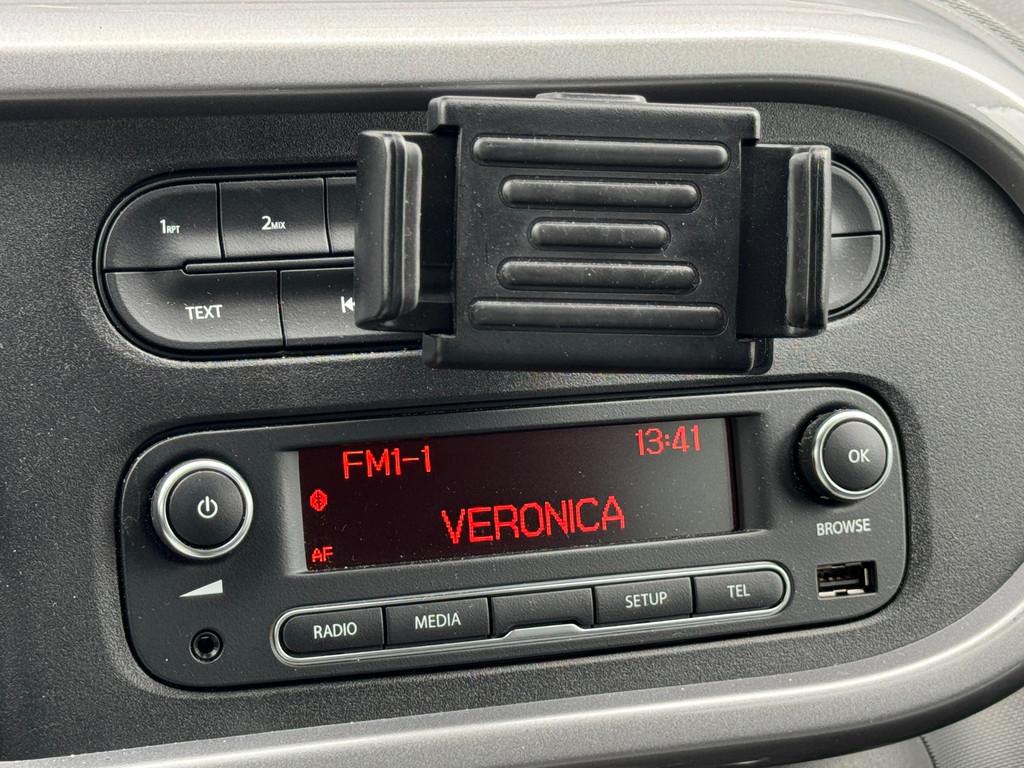 1RPT
2MIX
TEXT
FM1-1
13:41
VERONICA
AF
OK
BROWSE
RADIO
MEDIA
SETUP
TEL